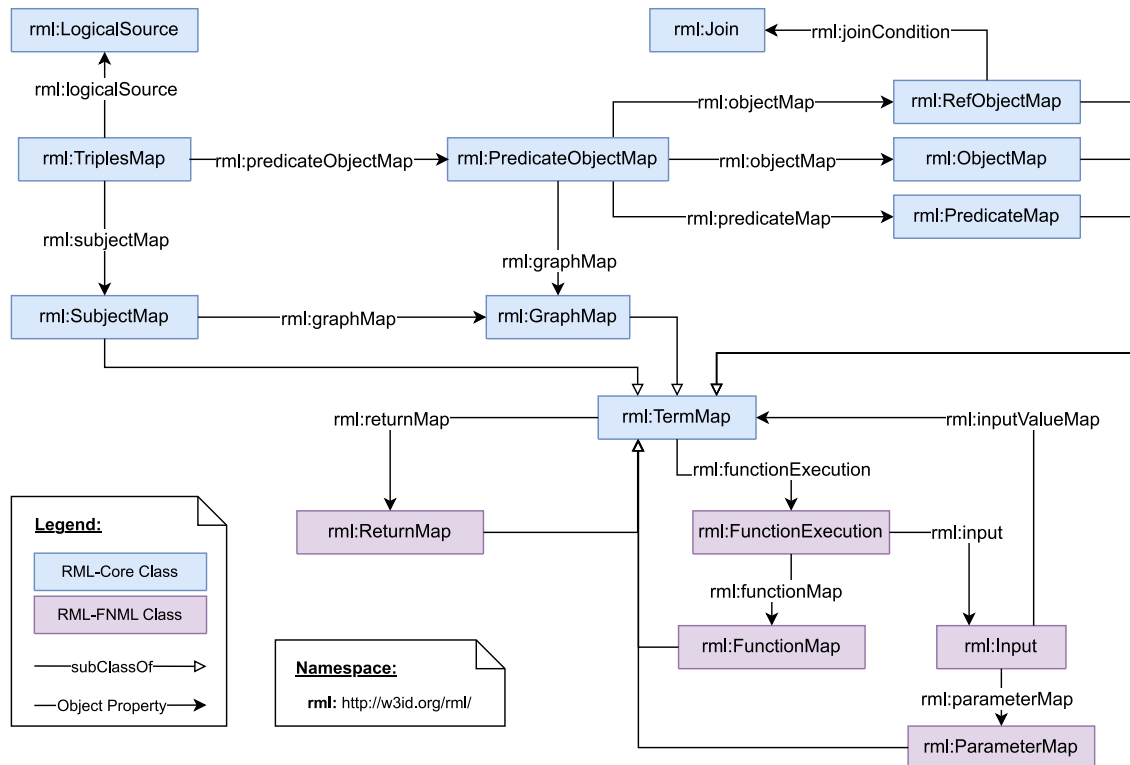 rml:LogicalSource
rml:Join
rml:joinCondition
rml:logicalSource
rml:objectMap
rml:RefObjectMap
rml:TriplesMap
rml:predicateObjectMap
rml:PredicateObjectMap
rml:objectMap
rml:ObjectMap
rml:predicateMap
rml:PredicateMap
rml:subjectMap
rml:graphMap
rml:SubjectMap
rml:graphMap
rml:GraphMap
rml:returnMap
rml:TermMap
rml:inputValueMap
rml:functionExecution
rml:ReturnMap
rml:FunctionExecution
rml:input
rml:functionMap
rml:FunctionMap
rml:Input
rml:parameterMap
rml:ParameterMap
Legend:
RML-Core Class
RML-FNML Class
subClassOf
Object Property
Namespace:
rml: http://w3id.org/rml/